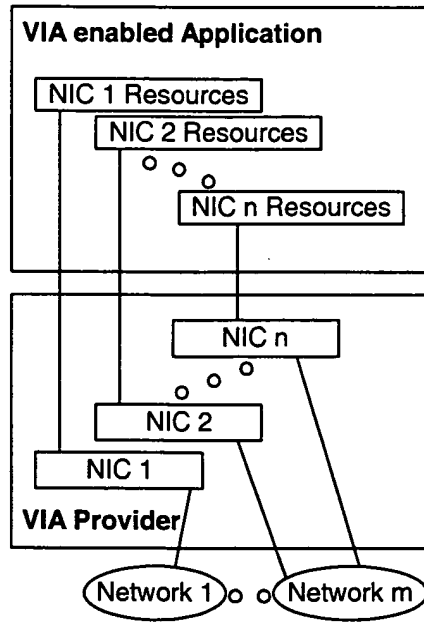 VIA enabled Application
NIC 1 Resources
NIC 2 Resources
NIC n Resources
NIC n
NIC 2
NIC 1
VIA Provider
Network 1
Network m